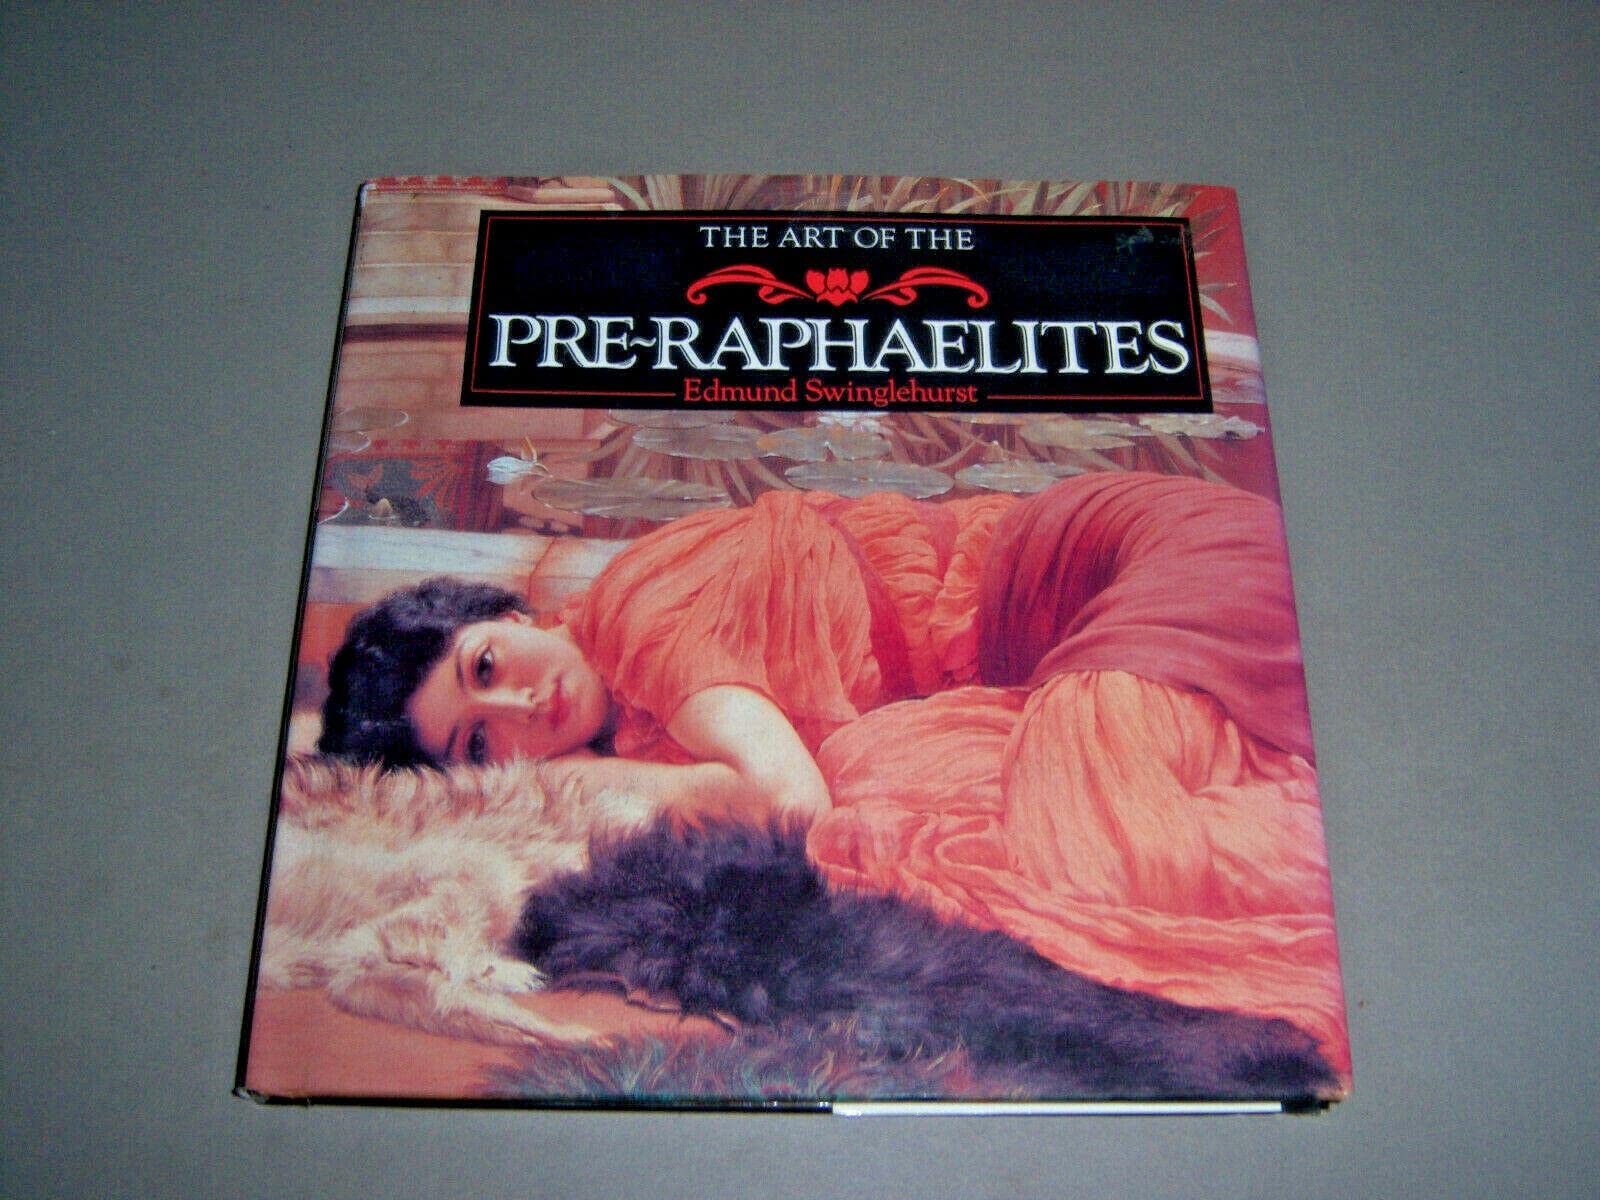 THE ART OF THE
PRE~RAPHAELITES
Edmund Swinglehurst